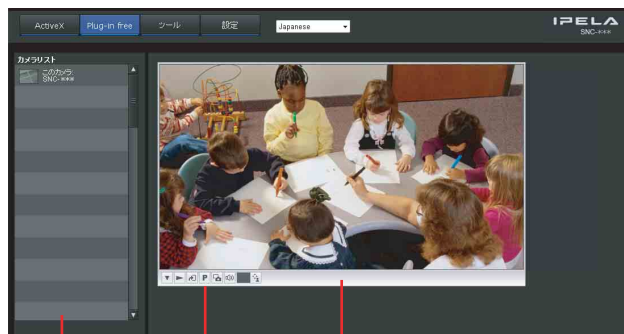 ActiveX
Plug-in free
ツール
設定
Japanese
IPELA
SNC-***
カメラリスト
このカメラ
SNC-***
P